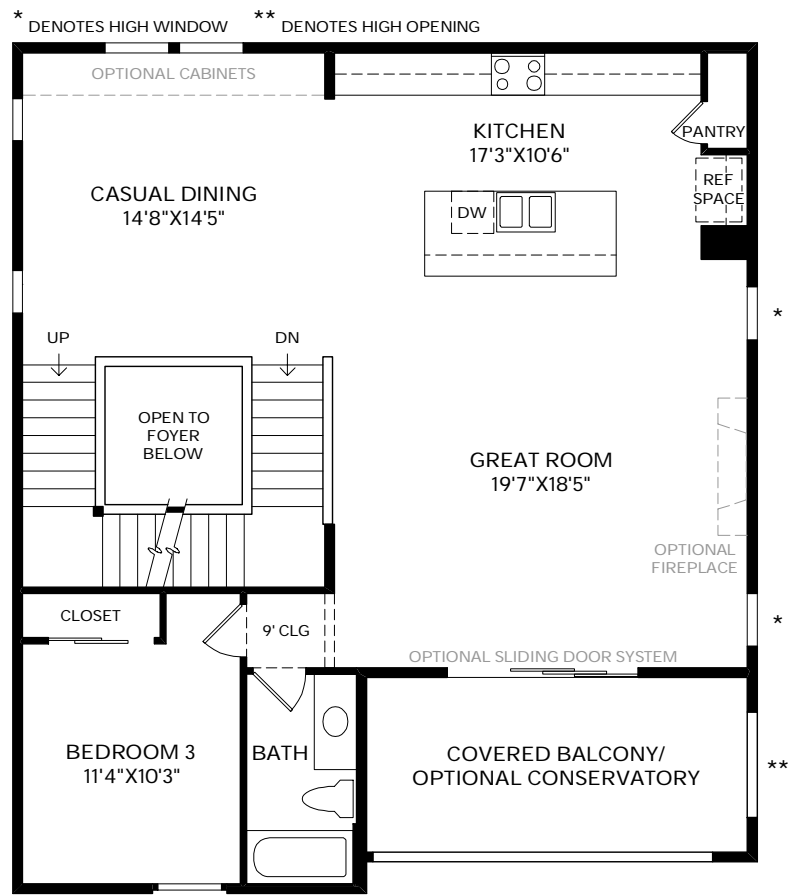 * DENOTES HIGH WINDOW
** DENOTES HIGH OPENING
OPTIONAL CABINETS
KITCHEN
17'3"X10'6"
PANTRY
REF
SPACE
CASUAL DINING
14'8"X14'5"
DW
*
UP
DN
OPEN TO
FOYER
BELOW
GREAT ROOM
19'7"X18'5"
OPTIONAL
FIREPLACE
CLOSET
9' CLG
*
OPTIONAL SLIDING DOOR SYSTEM
BEDROOM 3
11'4"X10'3"
BATH
COVERED BALCONY/
OPTIONAL CONSERVATORY
**